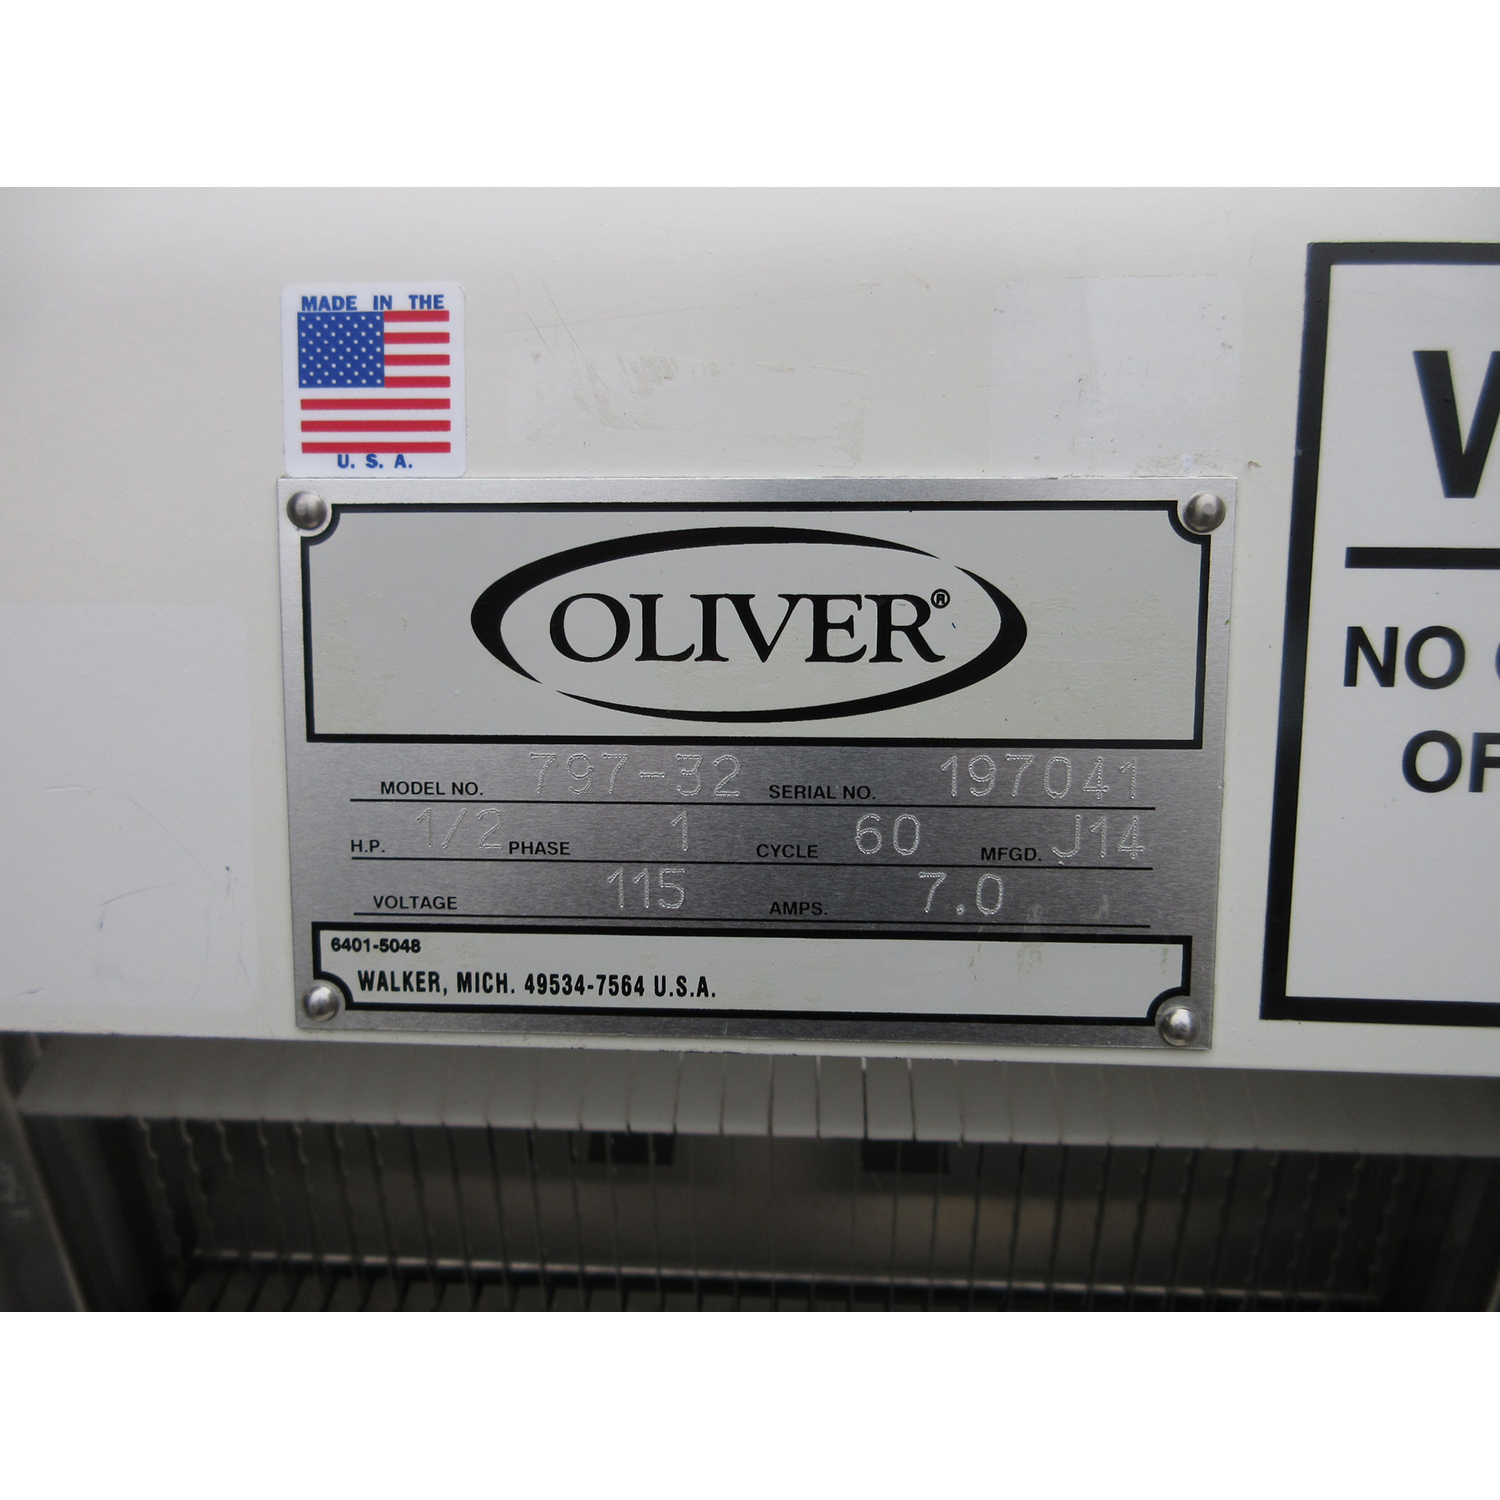 MADE IN THE
U. S. A.
OLIVER®
MODEL NO. 797-32 SERIAL NO. 197041
H.P. 1/2 PHASE 1 CYCLE 60 MFGD. J14
VOLTAGE 115 AMPS. 7.0
6401-5048
WALKER, MICH. 49534-7564 U.S.A.
NO